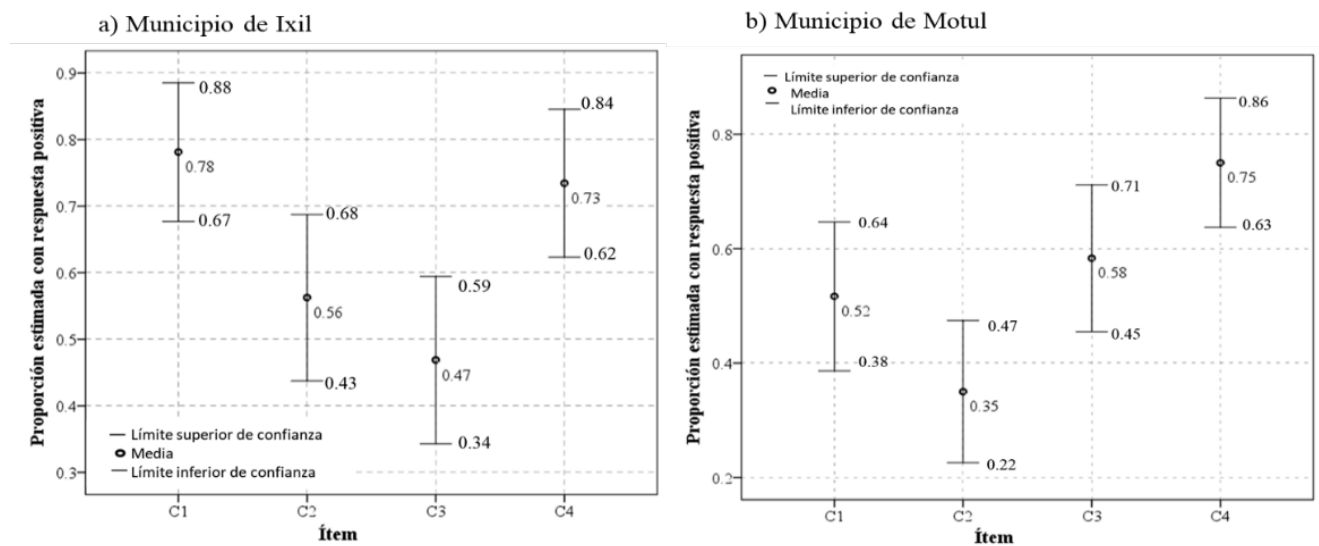 a) Municipio de Ixil
Proporción estimada con respuesta positiva
0.9
0.8
0.7
0.6
0.5
0.4
0.3
0.88
0.78
0.67
0.68
0.56
0.43
0.59
0.47
0.34
0.84
0.73
0.62
Límite superior de confianza
Media
Límite inferior de confianza
C1 C2 C3 C4
Ítem
b) Municipio de Motul
Límite superior de confianza
Media
Límite inferior de confianza
Proporción estimada con respuesta positiva
0.8
0.6
0.4
0.2
0.64
0.52
0.38
0.47
0.35
0.22
0.71
0.58
0.45
0.86
0.75
0.63
C1 C2 C3 C4
Ítem